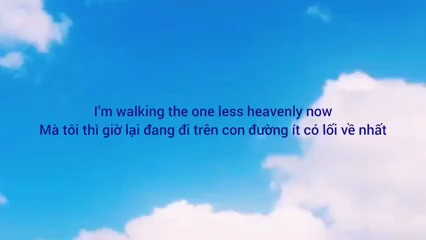 I'm walking the one less heavenly now
Mà tôi thì giờ lại đang đi trên con đường ít có lối về nhất